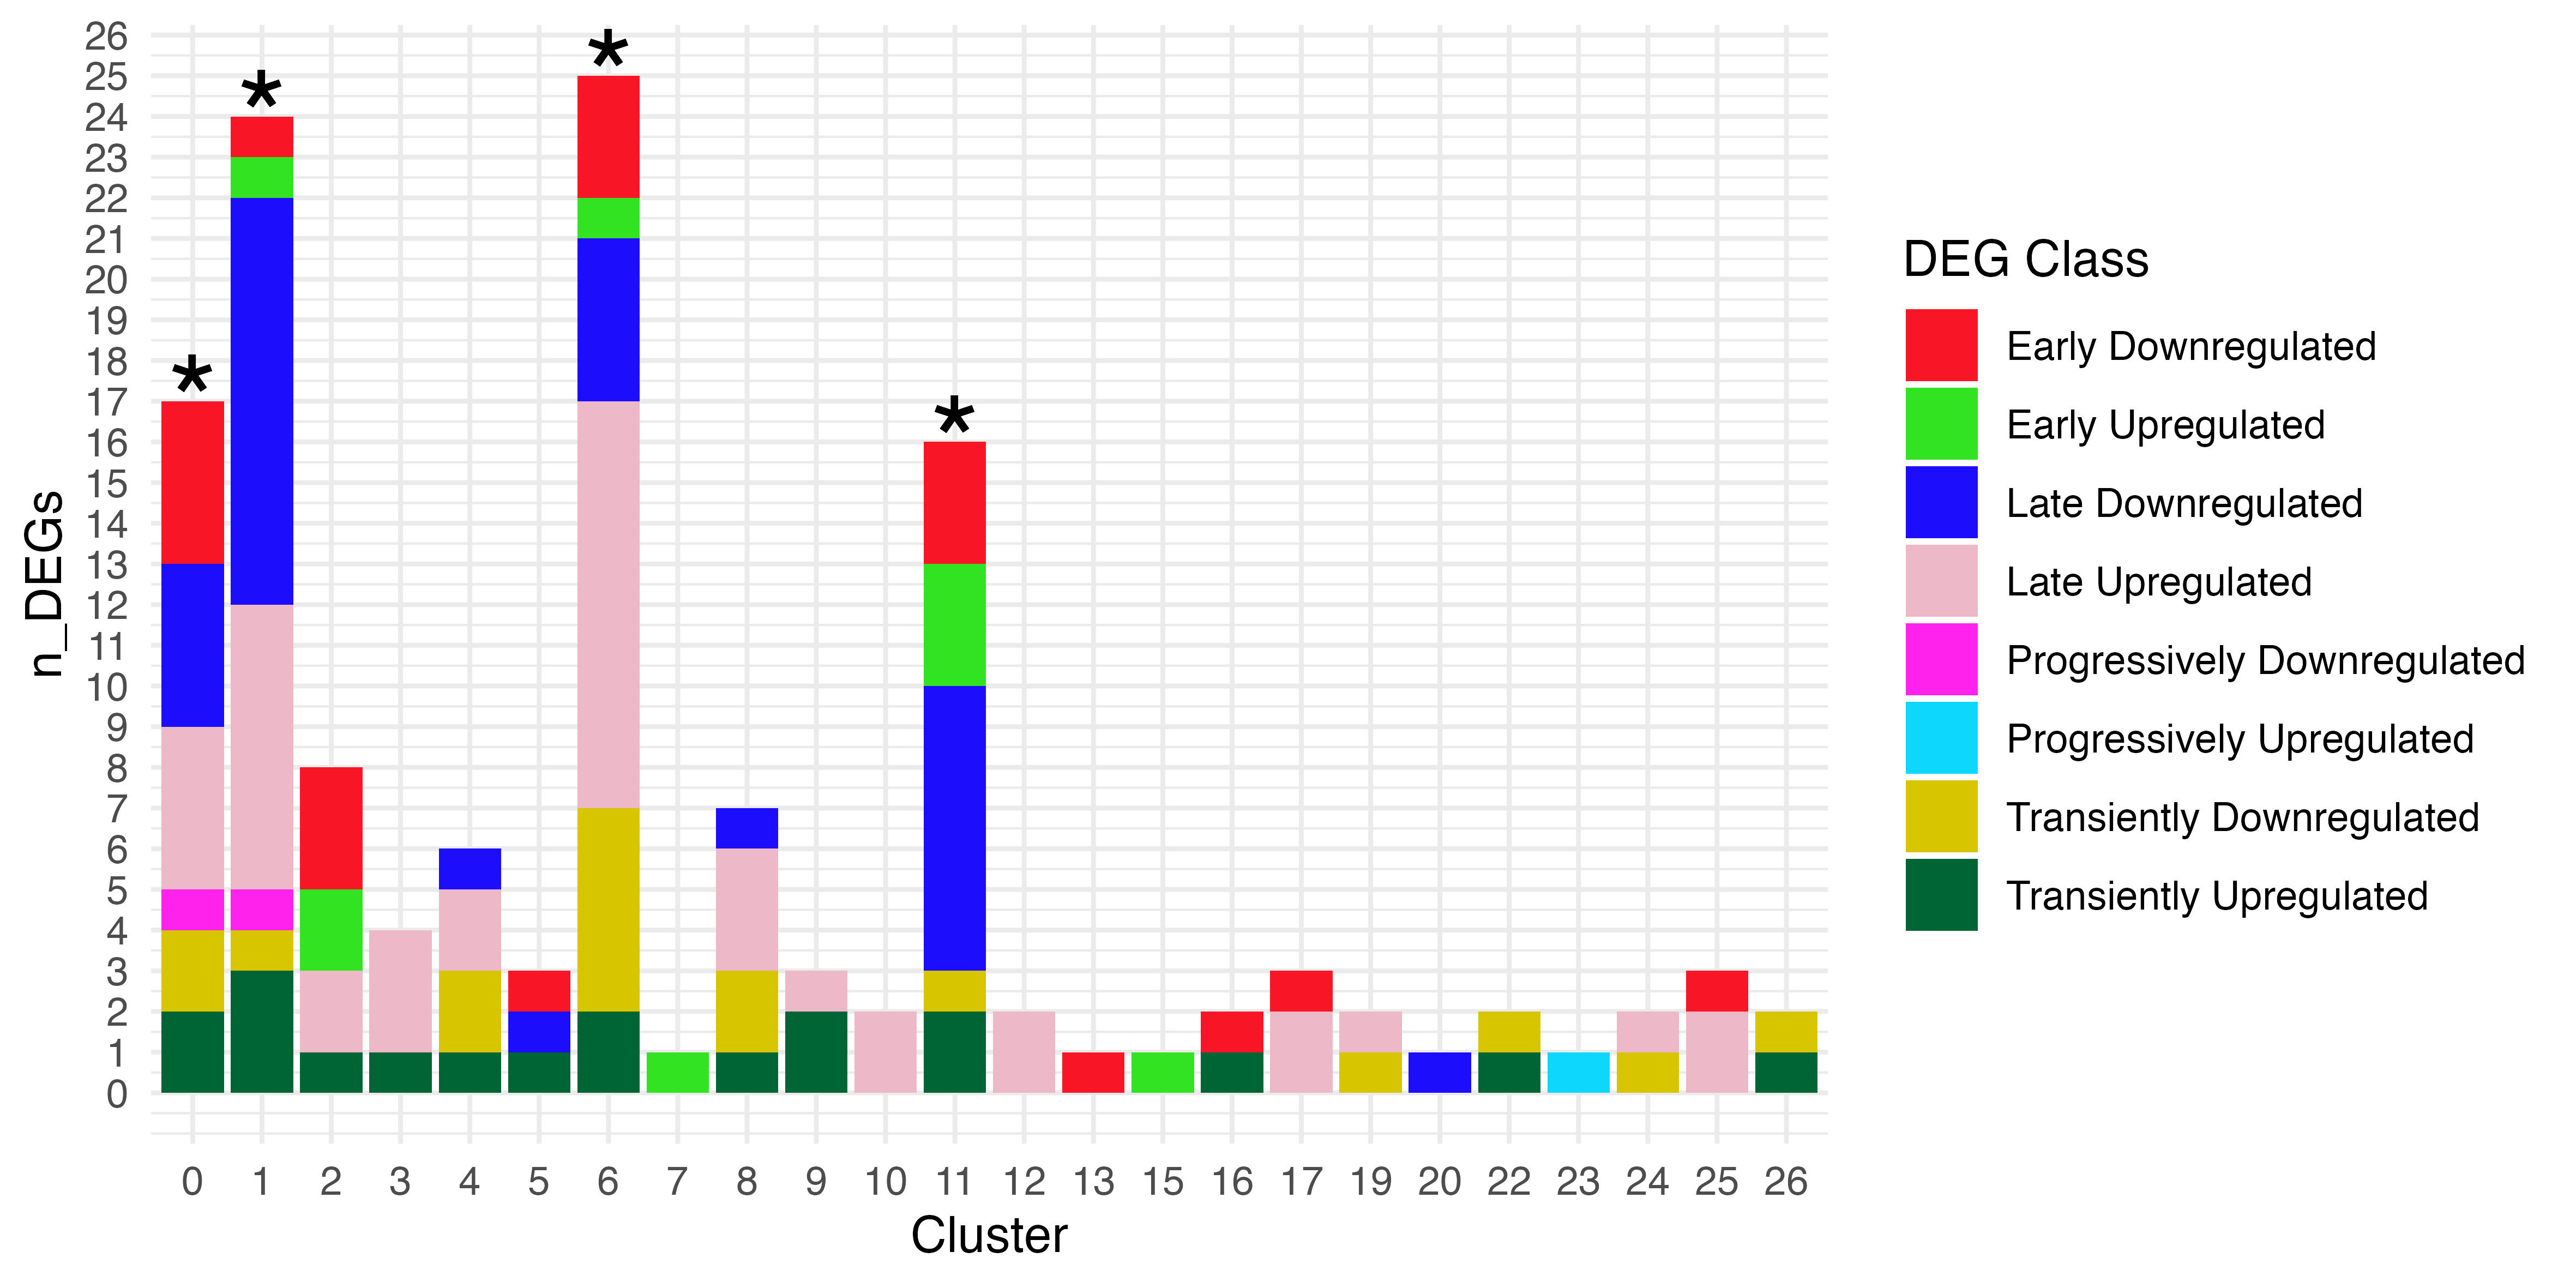 26
25
24
23
22
21
20
19
18
17
16
15
14
13
12
11
10
9
8
7
6
5
4
3
2
1
0
n_DEGs
*
*
*
*
0 1 2 3 4 5 6 7 8 9 10 11 12 13 15 16 17 19 20 22 23 24 25 26
Cluster
DEG Class
Early Downregulated
Early Upregulated
Late Downregulated
Late Upregulated
Progressively Downregulated
Progressively Upregulated
Transiently Downregulated
Transiently Upregulated